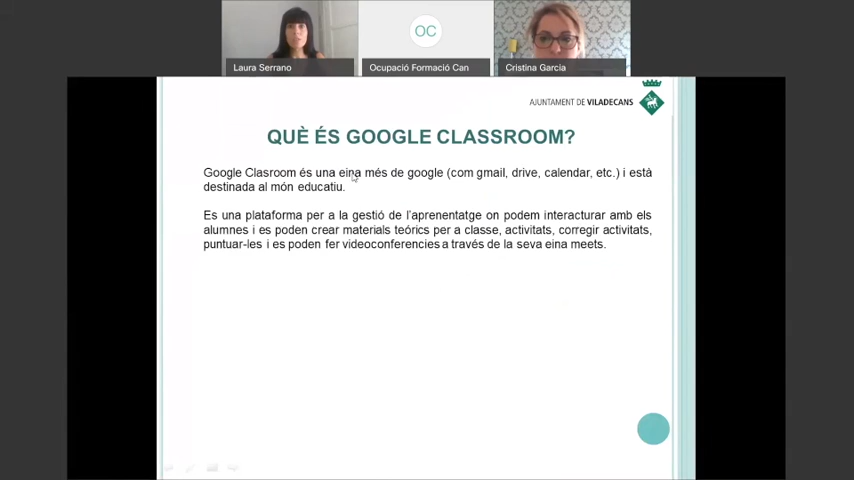 OC
Laura Serrano
Ocupació Formació Can
Cristina Garcia
AJUNTAMENT DE VILADECANS
QUÈ ÉS GOOGLE CLASSROOM?
Google Clasroom és una eina més de google (com gmail, drive, calendar, etc.) i està
destinada al món educatiu.
Es una plataforma per a la gestió de l'aprenentatge on podem interacturar amb els
alumnes i es poden crear materials teòrics per a classe, activitats, corregir activitats,
puntuar-les i es poden fer videoconferencies a través de la seva eina meets.